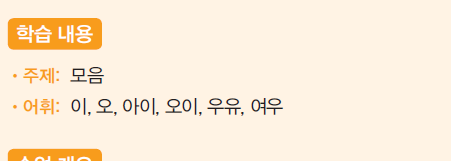 학습 내용
• 주제: 모음
• 어휘: 이, 오, 아이, 오이, 우유, 여우